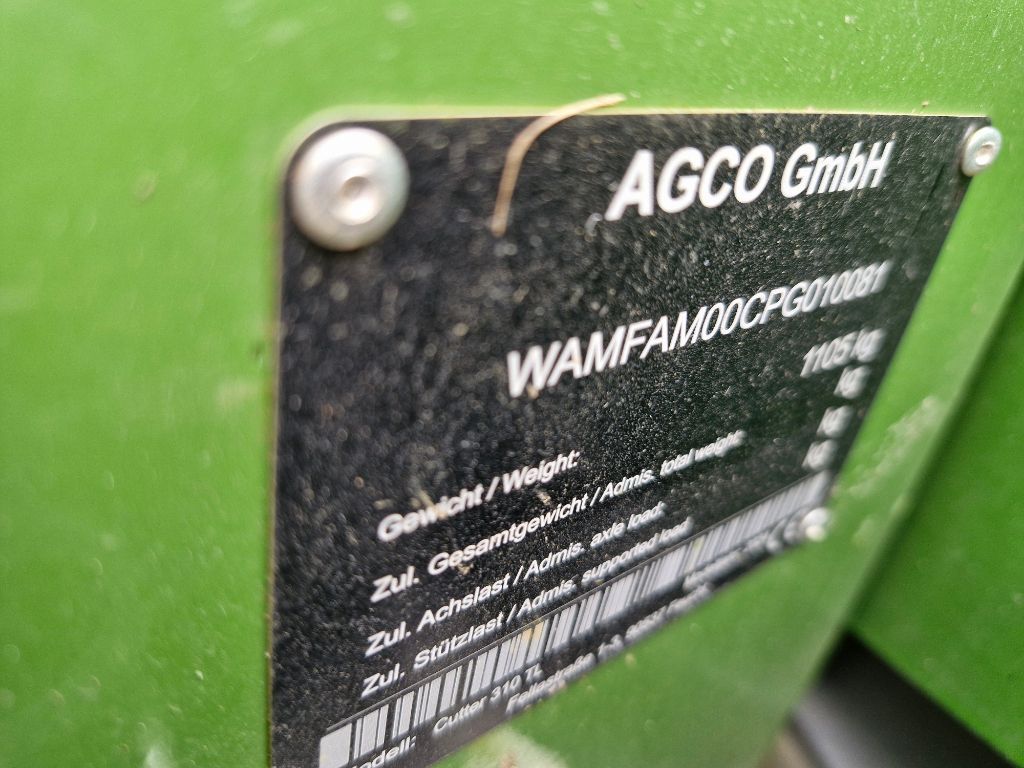 AGCO GmbH
WAMFAM00CPG010081
Gewicht / Weight: 1105 kg
Zul. Gesamtgewicht / Admis. total weight: kg
Zul. Achslast / Admis. axle load: kg
Zul. Stützlast / Admis. supported load: kg
Modell: Cutter 310 TL